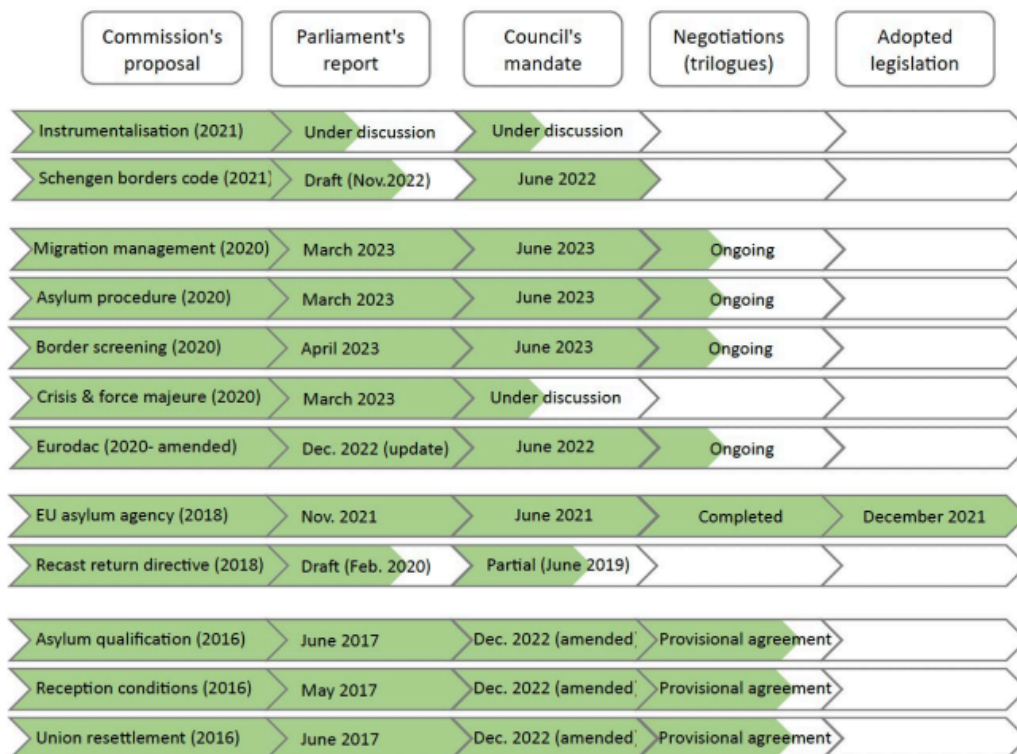 Commission's proposal
Parliament's report
Council's mandate
Negotiations (trilogues)
Adopted legislation
Instrumentalisation (2021) Under discussion Under discussion
Schengen borders code (2021) Draft (Nov.2022) June 2022
Migration management (2020) March 2023 June 2023 Ongoing
Asylum procedure (2020) March 2023 June 2023 Ongoing
Border screening (2020) April 2023 June 2023 Ongoing
Crisis & force majeure (2020) March 2023 Under discussion
Eurodac (2020- amended) Dec. 2022 (update) June 2022 Ongoing
EU asylum agency (2018) Nov. 2021 June 2021 Completed December 2021
Recast return directive (2018) Draft (Feb. 2020) Partial (June 2019)
Asylum qualification (2016) June 2017 Dec. 2022 (amended) Provisional agreement
Reception conditions (2016) May 2017 Dec. 2022 (amended) Provisional agreement
Union resettlement (2016) June 2017 Dec. 2022 (amended) Provisional agreement